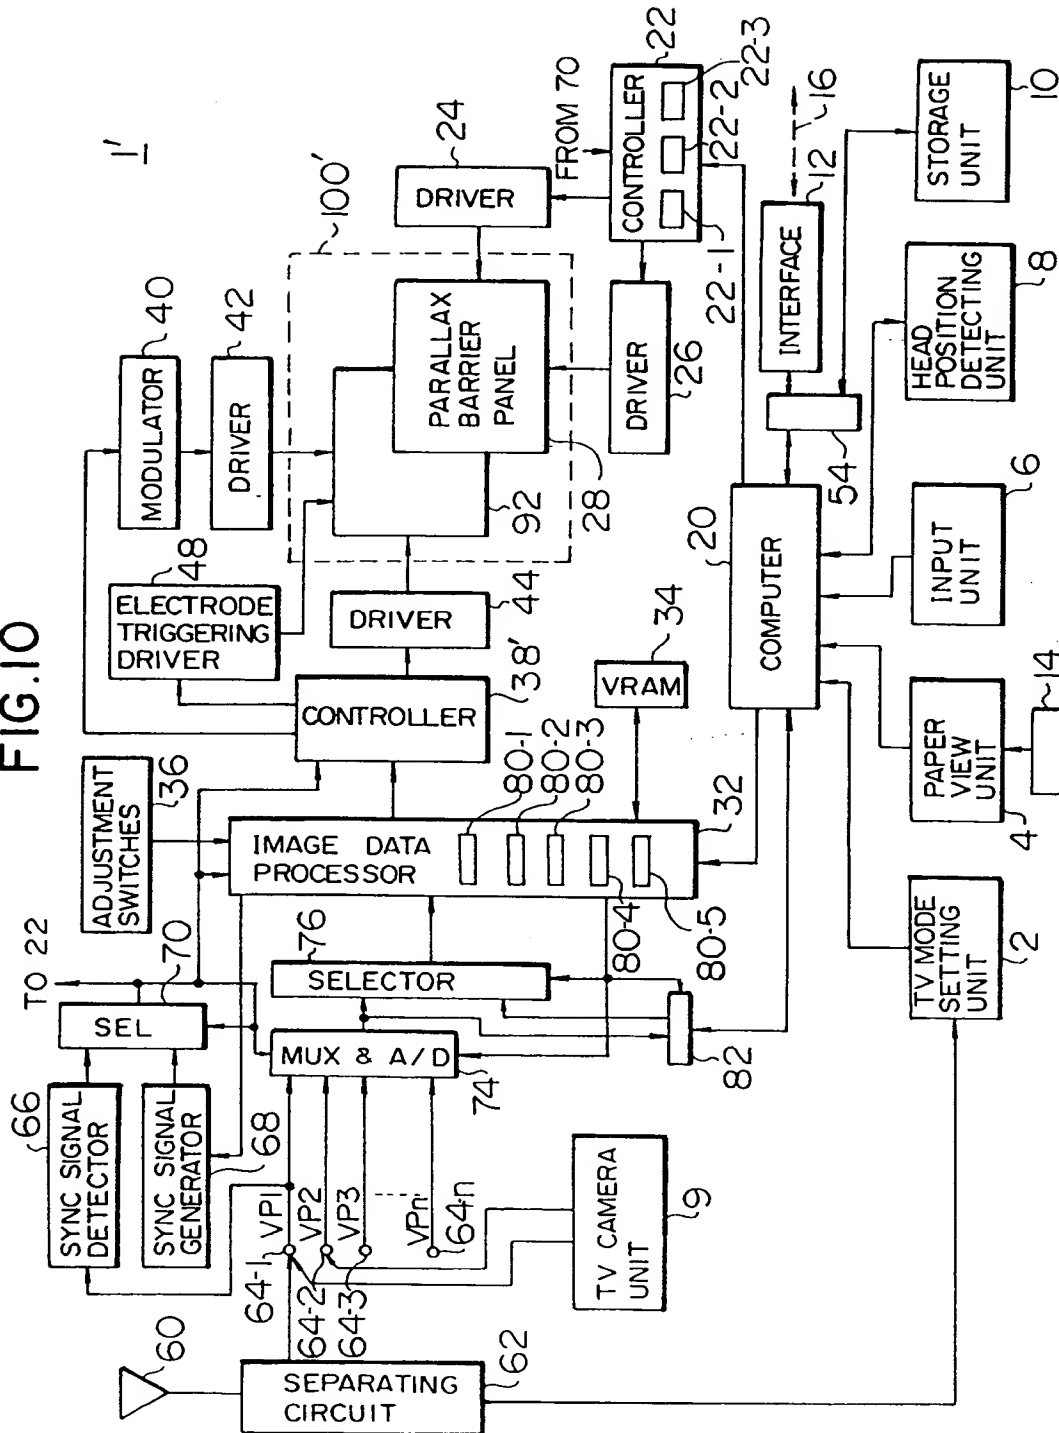 FIG.10
1'
60
SEPARATING
CIRCUIT
62
64-1
64-2
64-3
64-n
VP1
VP2
VP3
VPn
TV CAMERA
UNIT
9
66
SYNC SIGNAL
DETECTOR
SYNC SIGNAL
GENERATOR
68
TO 22
70
SEL
MUX & A/D
74
76
SELECTOR
82
ADJUSTMENT
SWITCHES
36
IMAGE DATA
PROCESSOR
80-1
80-2
80-3
80-4
80-5
32
VRAM
34
CONTROLLER
38'
ELECTRODE
TRIGGERING
DRIVER
48
MODULATOR
40
DRIVER
42
DRIVER
44
100'
PARALLAX
BARRIER
PANEL
92
28
DRIVER
24
DRIVER
26
FROM 70
CONTROLLER
22
22-1
22-2
22-3
COMPUTER
20
54
INTERFACE
12
16
STORAGE
UNIT
10
HEAD
POSITION
DETECTING
UNIT
8
INPUT
UNIT
6
PAPER
VIEW
UNIT
4
14
TV MODE
SETTING
UNIT
2